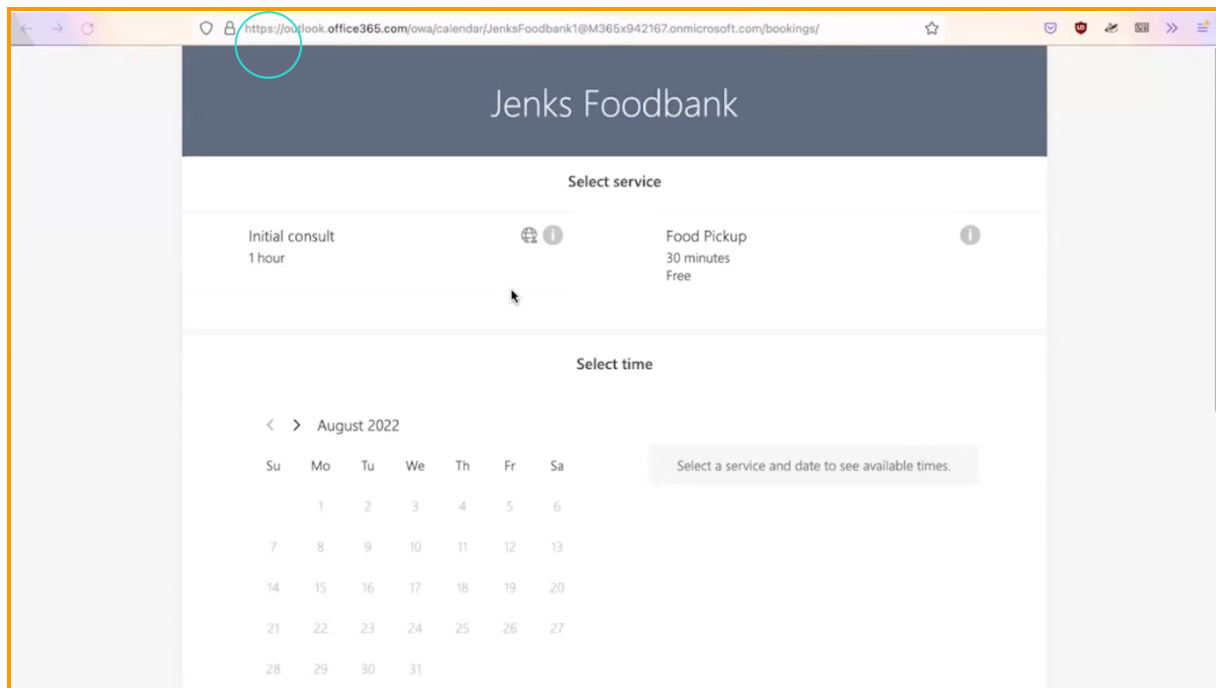 https://outlook.office365.com/owa/calendar/JenksFoodbank1@M365x942167.onmicrosoft.com/bookings/
Jenks Foodbank
Select service
Initial consult
1 hour
Food Pickup
30 minutes
Free
Select time
August 2022
Su Mo Tu We Th Fr Sa
1 2 3 4 5 6
7 8 9 10 11 12 13
14 15 16 17 18 19 20
21 22 23 24 25 26 27
28 29 30 31
Select a service and date to see available times.